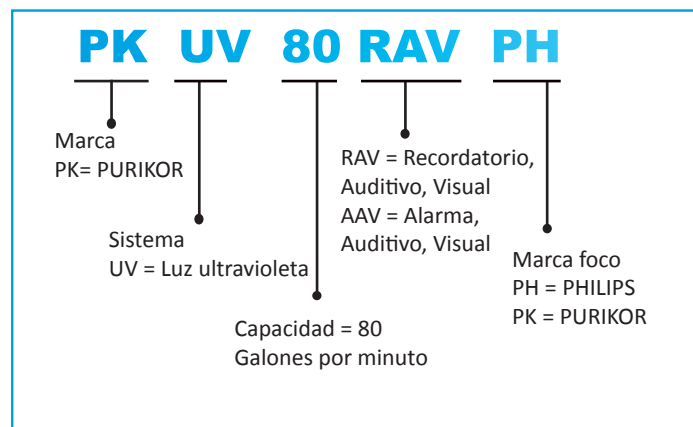 PK UV 80 RAV PH
Marca
PK= PURIKOR
Sistema
UV = Luz ultravioleta
Capacidad = 80
Galones por minuto
RAV = Recordatorio,
Auditivo, Visual
AAV = Alarma,
Auditivo, Visual
Marca foco
PH = PHILIPS
PK = PURIKOR